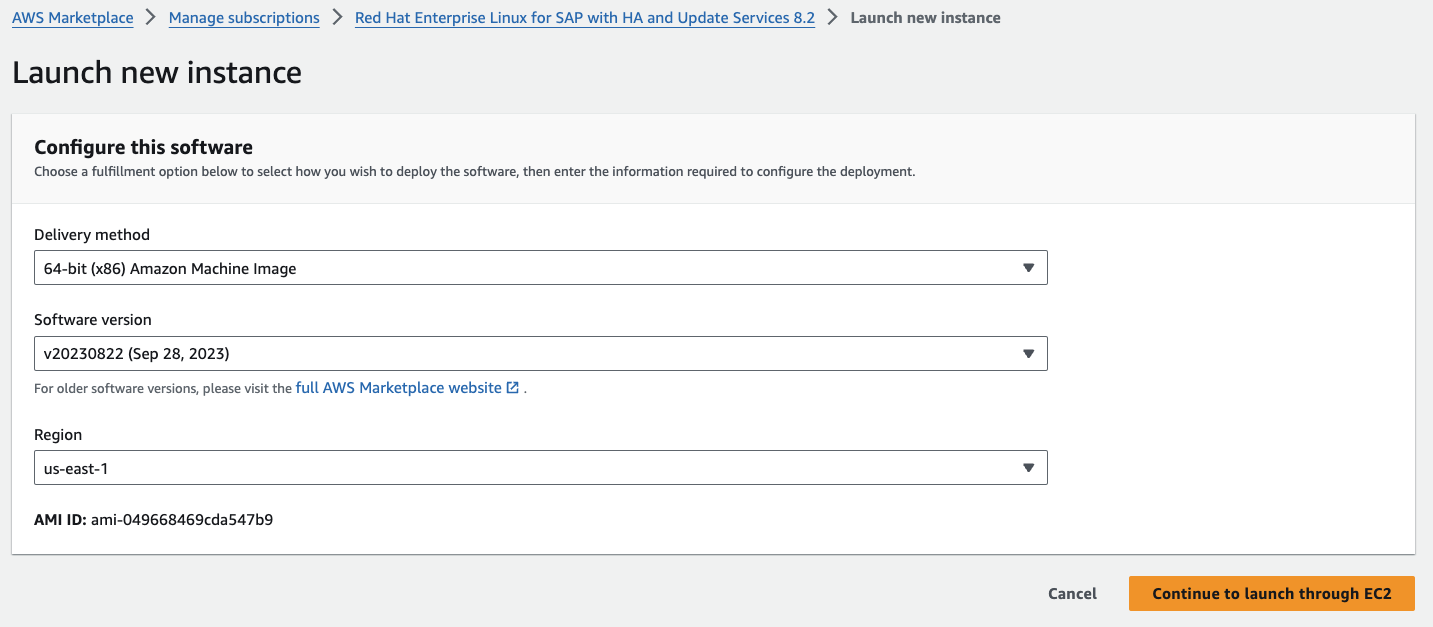 AWS Marketplace > Manage subscriptions > Red Hat Enterprise Linux for SAP with HA and Update Services 8.2 > Launch new instance
Launch new instance
Configure this software
Choose a fulfillment option below to select how you wish to deploy the software, then enter the information required to configure the deployment.
Delivery method
64-bit (x86) Amazon Machine Image
Software version
v20230822 (Sep 28, 2023)
For older software versions, please visit the full AWS Marketplace website .
Region
us-east-1
AMI ID: ami-049668469cda547b9
Cancel Continue to launch through EC2